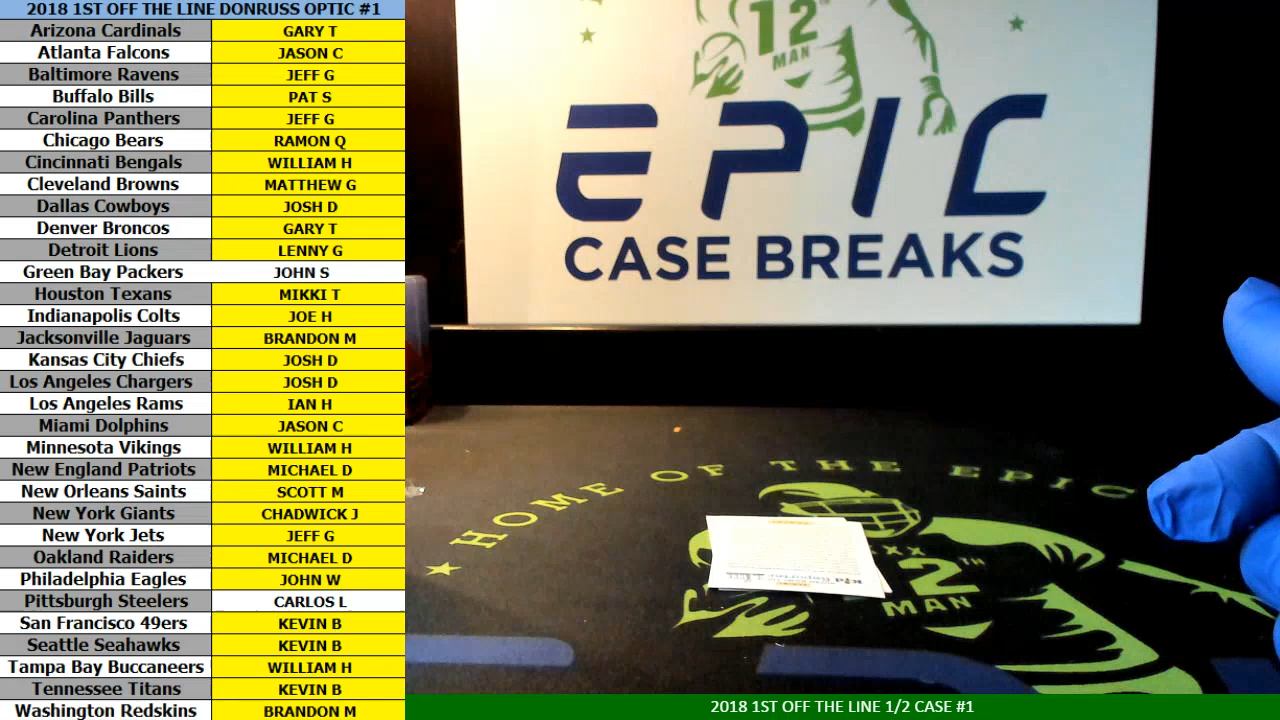 2018 1ST OFF THE LINE DONRUSS OPTIC #1
Arizona Cardinals GARY T
Atlanta Falcons JASON C
Baltimore Ravens JEFF G
Buffalo Bills PAT S
Carolina Panthers JEFF G
Chicago Bears RAMON Q
Cincinnati Bengals WILLIAM H
Cleveland Browns MATTHEW G
Dallas Cowboys JOSH D
Denver Broncos GARY T
Detroit Lions LENNY G
Green Bay Packers JOHN S
Houston Texans MIKKI T
Indianapolis Colts JOE H
Jacksonville Jaguars BRANDON M
Kansas City Chiefs JOSH D
Los Angeles Chargers JOSH D
Los Angeles Rams IAN H
Miami Dolphins JASON C
Minnesota Vikings WILLIAM H
New England Patriots MICHAEL D
New Orleans Saints SCOTT M
New York Giants CHADWICK J
New York Jets JEFF G
Oakland Raiders MICHAEL D
Philadelphia Eagles JOHN W
Pittsburgh Steelers CARLOS L
San Francisco 49ers KEVIN B
Seattle Seahawks KEVIN B
Tampa Bay Buccaneers WILLIAM H
Tennessee Titans KEVIN B
Washington Redskins BRANDON M
12
MAN
EPIC
CASE BREAKS
HOME OF THE EPIC
XXX
2TH
MAN
2018 1ST OFF THE LINE 1/2 CASE #1